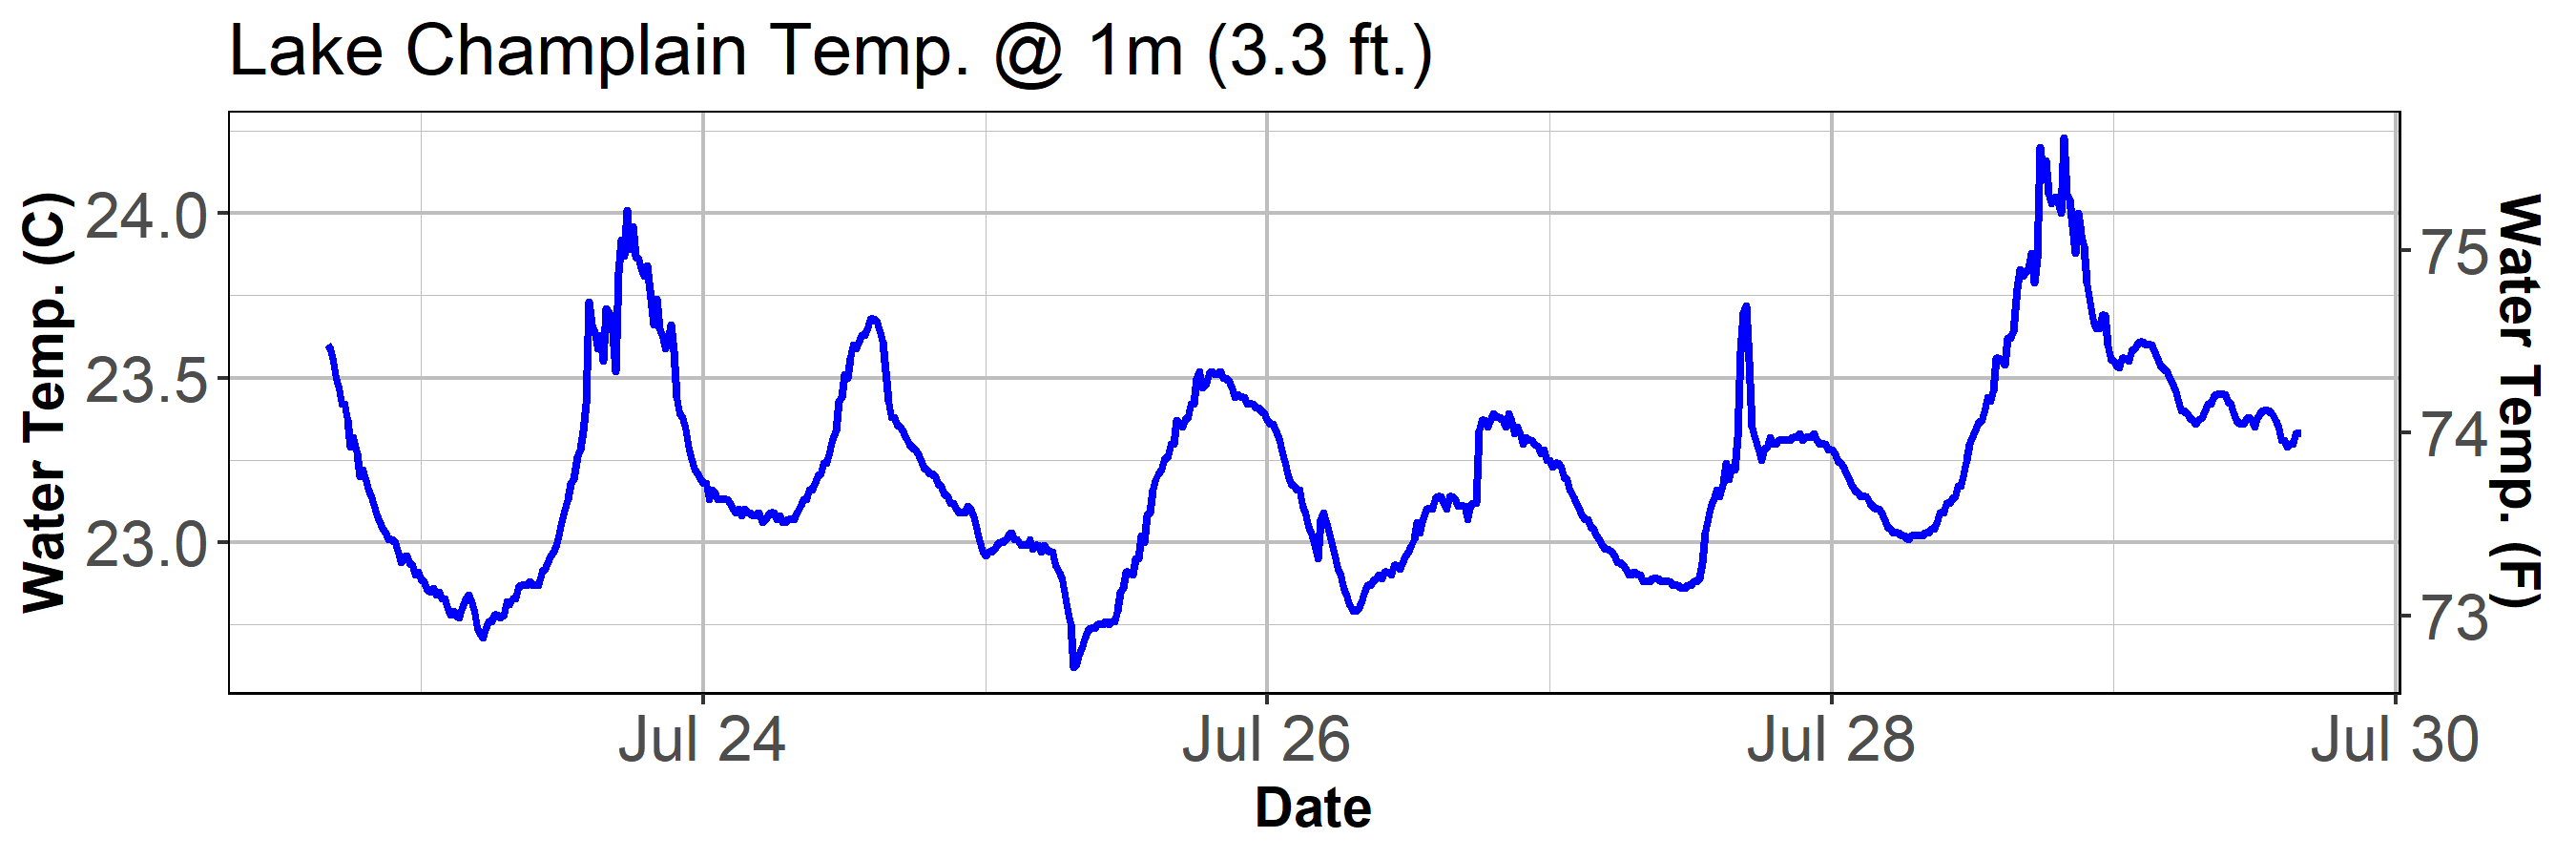 Lake Champlain Temp. @ 1m (3.3 ft.)
Water Temp. (C)
24.0
23.5
23.0
75
74
73
Water Temp. (F)
Jul 24
Jul 26
Jul 28
Jul 30
Date